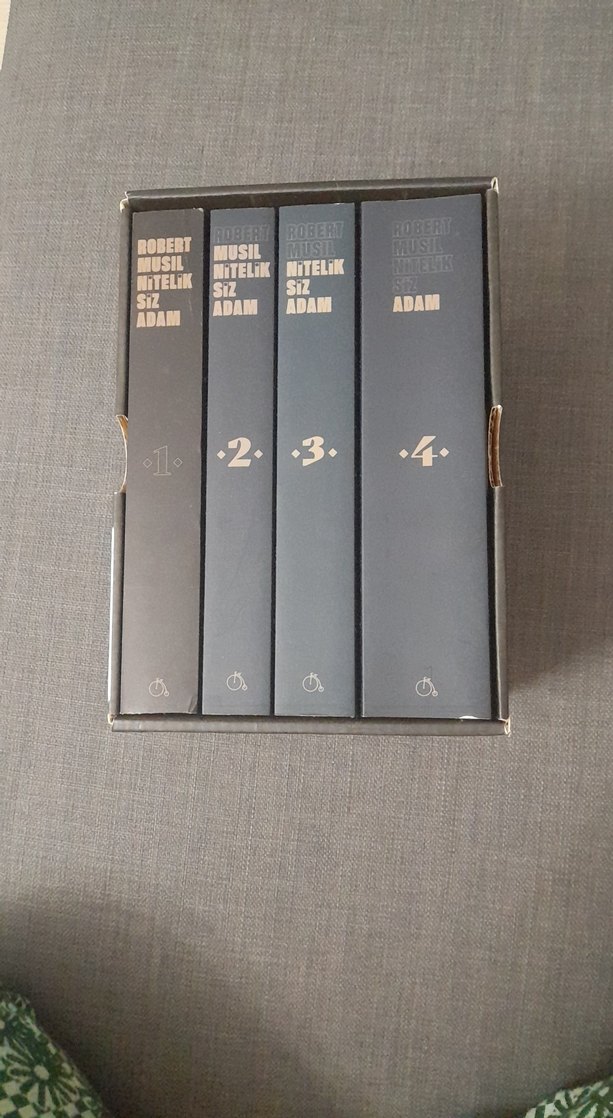 ROBERT
MUSIL
NiTELiK
SiZ
ADAM
·1·
ROBERT
MUSIL
NiTELiK
SiZ
ADAM
·2·
ROBERT
MUSIL
NiTELiK
SiZ
ADAM
·3·
ROBERT
MUSIL
NiTELiK
SiZ
ADAM
·4·